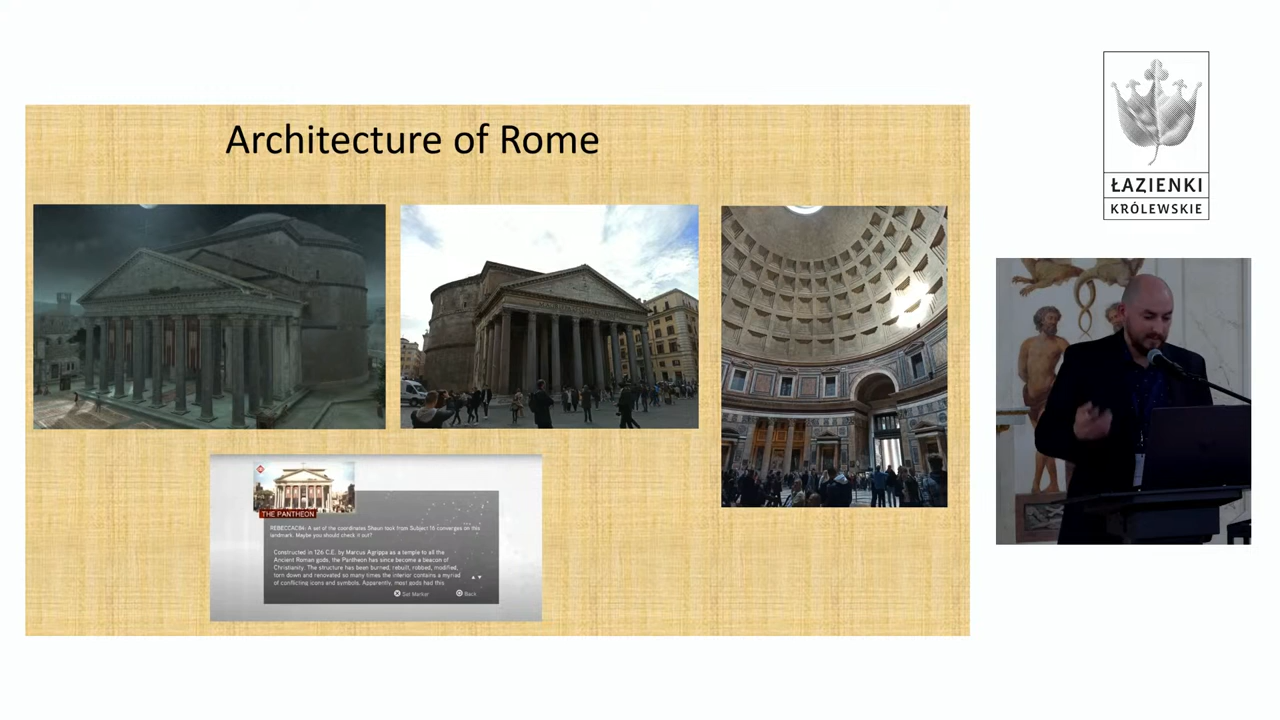 Architecture of Rome
ŁAZIENKI
KRÓLEWSKIE
THE PANTHEON
REBECCACR4: A set of the coordinates Shaun took from Subject 16 converges on this
landmark. Maybe you should check it out?
Constructed in 126 C.E. by Marcus Agrippa as a temple to all the
Ancient Roman gods, the Pantheon has since become a beacon of
Christianity. The structure has been burned, rebuilt, robbed, modified,
torn down and renovated so many times the interior contains a myriad
of conflicting icons and symbols. Apparently, most gods had this
Set Marker
Back